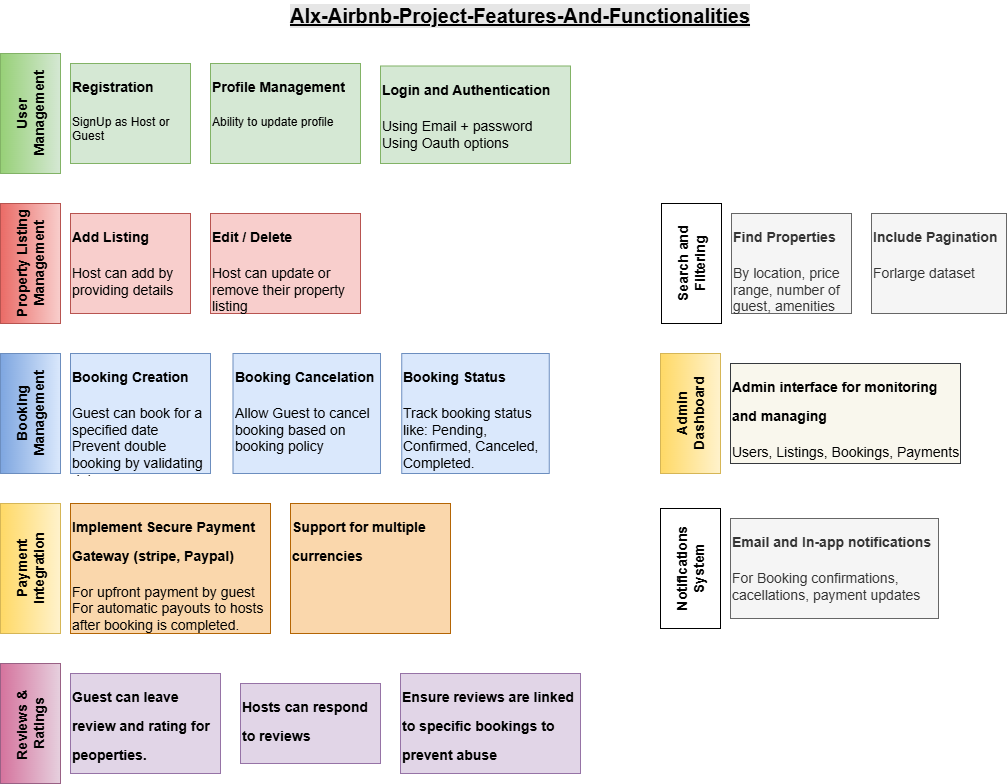 Alx-Airbnb-Project-Features-And-Functionalities
User
Management
Registration
SignUp as Host or
Guest
Profile Management
Ability to update profile
Login and Authentication
Using Email + password
Using Oauth options
Property Listing
Management
Add Listing
Host can add by
providing details
Edit / Delete
Host can update or
remove their property
listing
Search and
Filtering
Find Properties
By location, price
range, number of
guest, amenities
Include Pagination
Forlarge dataset
Booking
Management
Booking Creation
Guest can book for a
specified date
Prevent double
booking by validating
Booking Cancelation
Allow Guest to cancel
booking based on
booking policy
Booking Status
Track booking status
like: Pending,
Confirmed, Canceled,
Completed.
Admin
Dashboard
Admin interface for monitoring
and managing
Users, Listings, Bookings, Payments
Payment
Integration
Implement Secure Payment
Gateway (stripe, Paypal)
For upfront payment by guest
For automatic payouts to hosts
after booking is completed.
Support for multiple
currencies
Notifications
System
Email and In-app notifications
For Booking confirmations,
cacellations, payment updates
Reviews &
Ratings
Guest can leave
review and rating for
peoperties.
Hosts can respond
to reviews
Ensure reviews are linked
to specific bookings to
prevent abuse